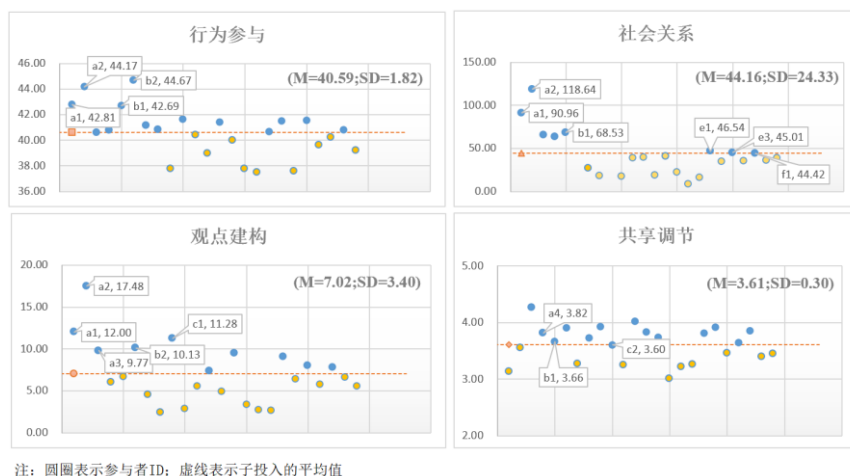 行为参与
46.00
44.00
42.00
40.00
38.00
36.00
a2, 44.17
b2, 44.67
(M=40.59;SD=1.82)
b1, 42.69
a1, 42.81
社会关系
150.00
100.00
50.00
0.00
(M=44.16;SD=24.33)
a2, 118.64
a1, 90.96
b1, 68.53
e1, 46.54
e3, 45.01
f1, 44.42
观点建构
20.00
15.00
10.00
5.00
0.00
(M=7.02;SD=3.40)
a2, 17.48
a1, 12.00
c1, 11.28
b2, 10.13
a3, 9.77
共享调节
5.00
4.00
3.00
2.00
(M=3.61;SD=0.30)
a4, 3.82
c2, 3.60
b1, 3.66
注：圆圈表示参与者ID；虚线表示子投入的平均值